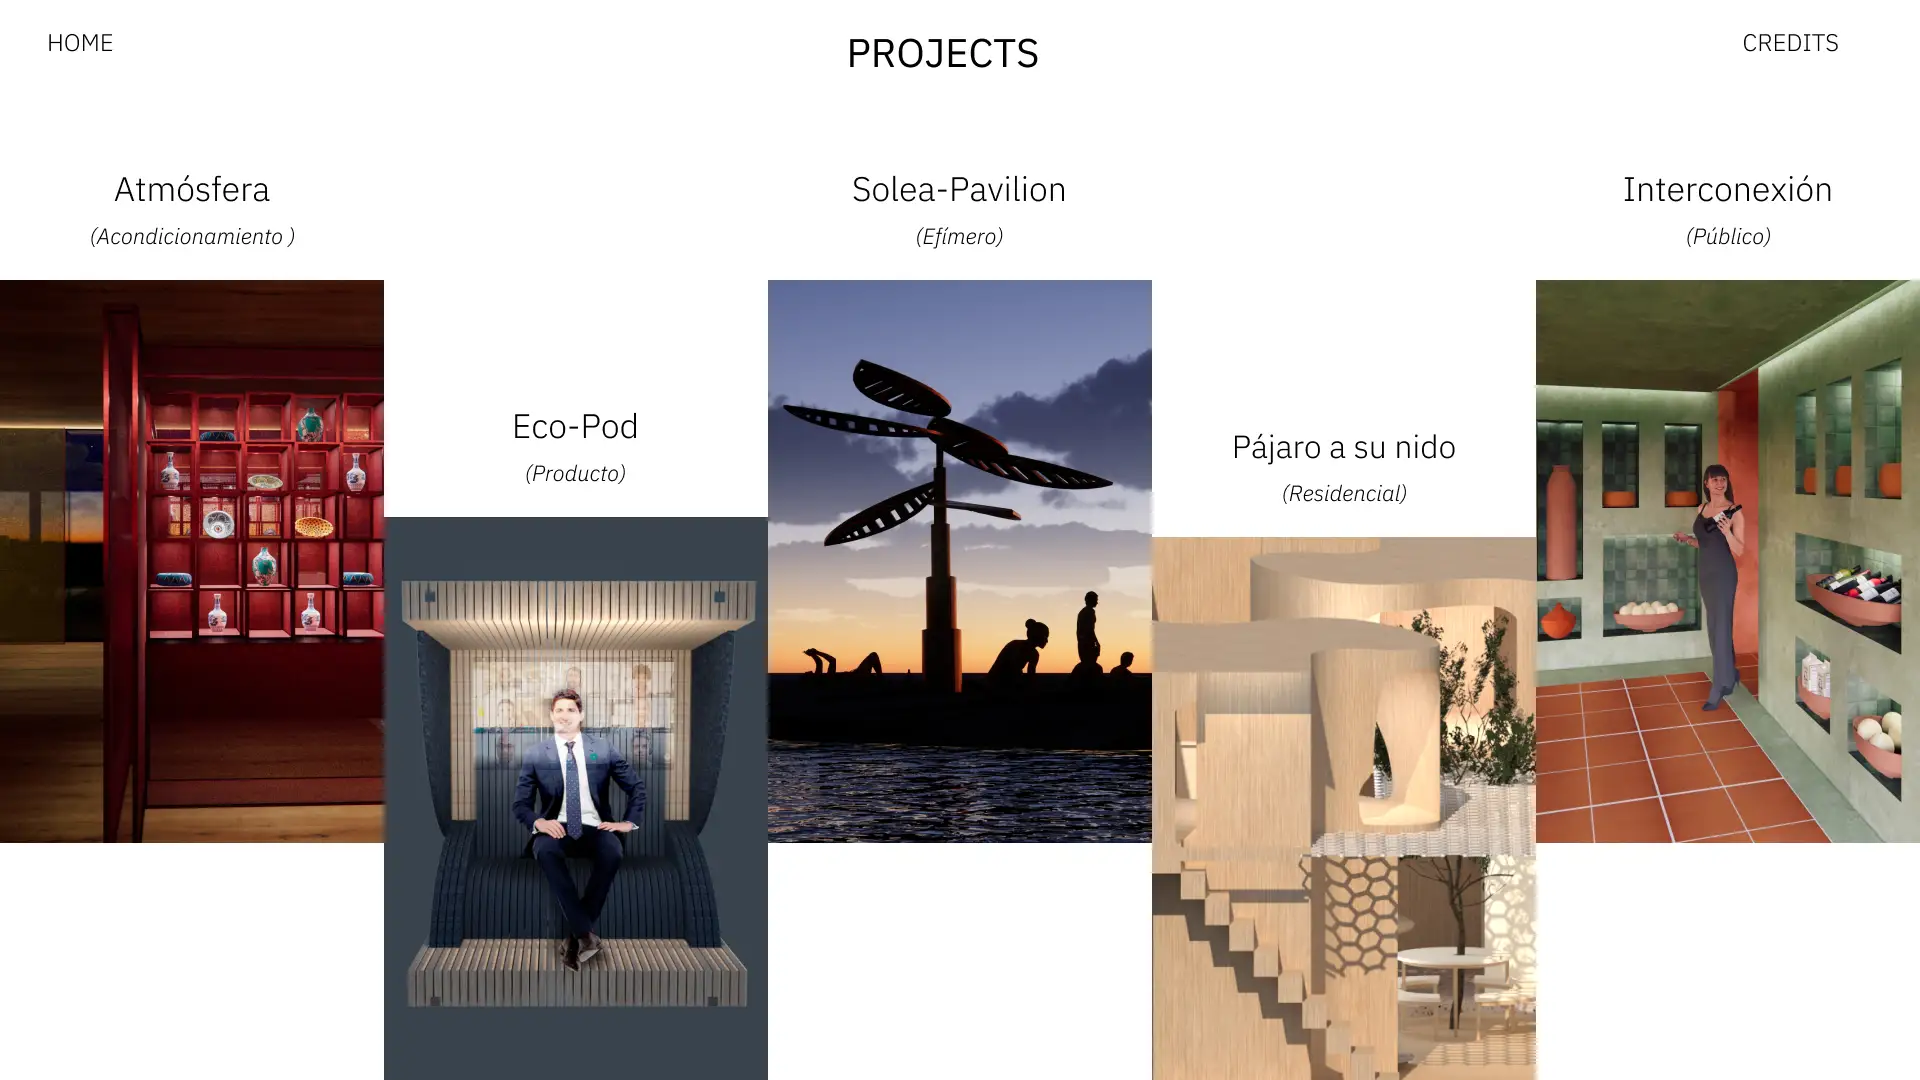 HOME
PROJECTS
CREDITS
Atmósfera
(Acondicionamiento )
Solea-Pavilion
(Efímero)
Interconexión
(Público)
Eco-Pod
(Producto)
Pájaro a su nido
(Residencial)